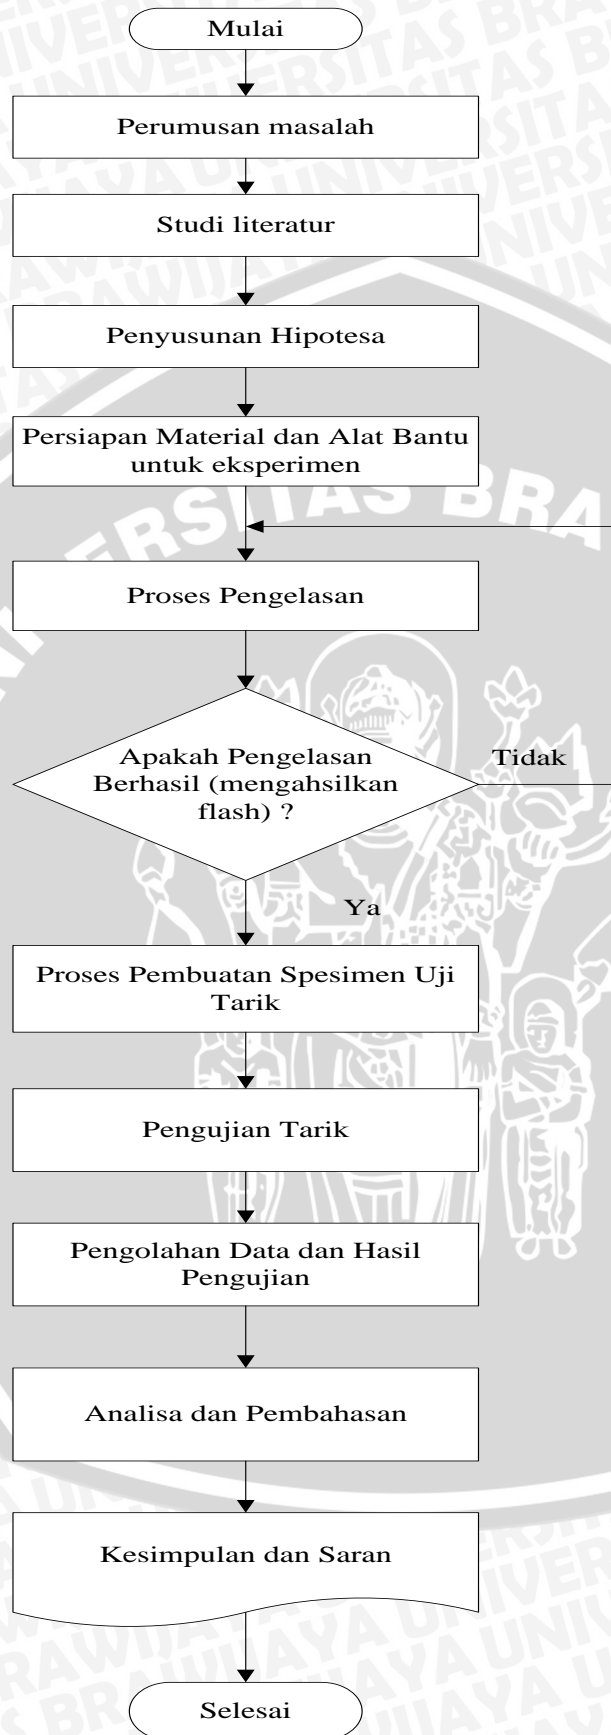 Mulai
Perumusan masalah
Studi literatur
Penyusunan Hipotesa
Persiapan Material dan Alat Bantu
untuk eksperimen
Proses Pengelasan
Apakah Pengelasan
Berhasil (mengahsilkan
flash) ?
Tidak
Ya
Proses Pembuatan Spesimen Uji
Tarik
Pengujian Tarik
Pengolahan Data dan Hasil
Pengujian
Analisa dan Pembahasan
Kesimpulan dan Saran
Selesai